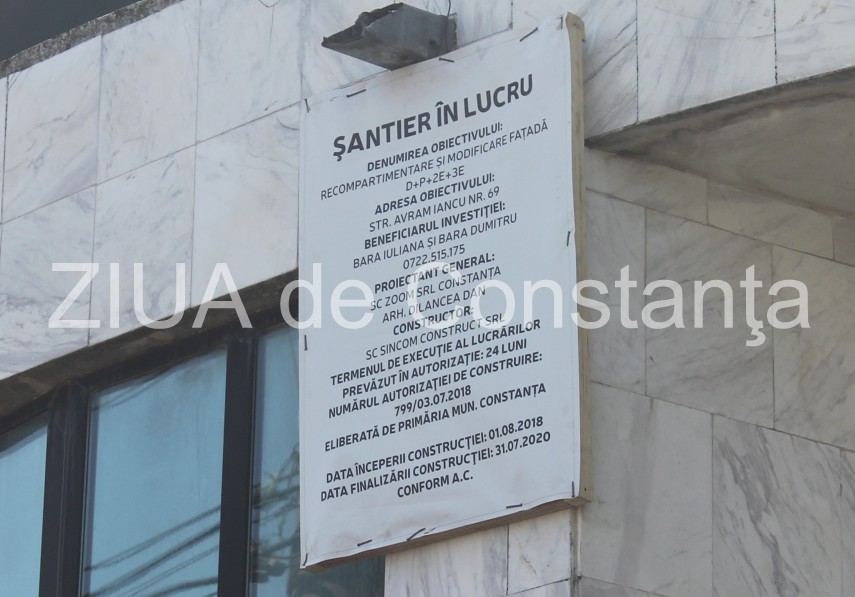 ŞANTIER ÎN LUCRU
DENUMIREA OBIECTIVULUI:
RECOMPARTIMENTARE ȘI MODIFICARE FAȚADĂ
D+P+2E+3E
ADRESA OBIECTIVULUI:
STR. AVRAM IANCU NR. 69
BENEFICIARUL INVESTIȚIEI:
BARA IULIANA ȘI BARA DUMITRU
0722.515.175
PROIECTANT GENERAL:
SC ZOOM SRL CONSTANȚA
ARH. DILANCEA DAN
CONSTRUCTOR:
SC SINCOM CONSTRUCT SRL
TERMENUL DE EXECUȚIE AL LUCRĂRILOR
PREVĂZUT ÎN AUTORIZAȚIE: 24 LUNI
NUMĂRUL AUTORIZAȚIEI DE CONSTRUIRE:
799/03.07.2018
ELIBERATĂ DE PRIMĂRIA MUN. CONSTANȚA
DATA ÎNCEPERII CONSTRUCȚIEI: 01.08.2018
DATA FINALIZĂRII CONSTRUCȚIEI: 31.07.2020
CONFORM A.C.
ZIUA de Constanţa